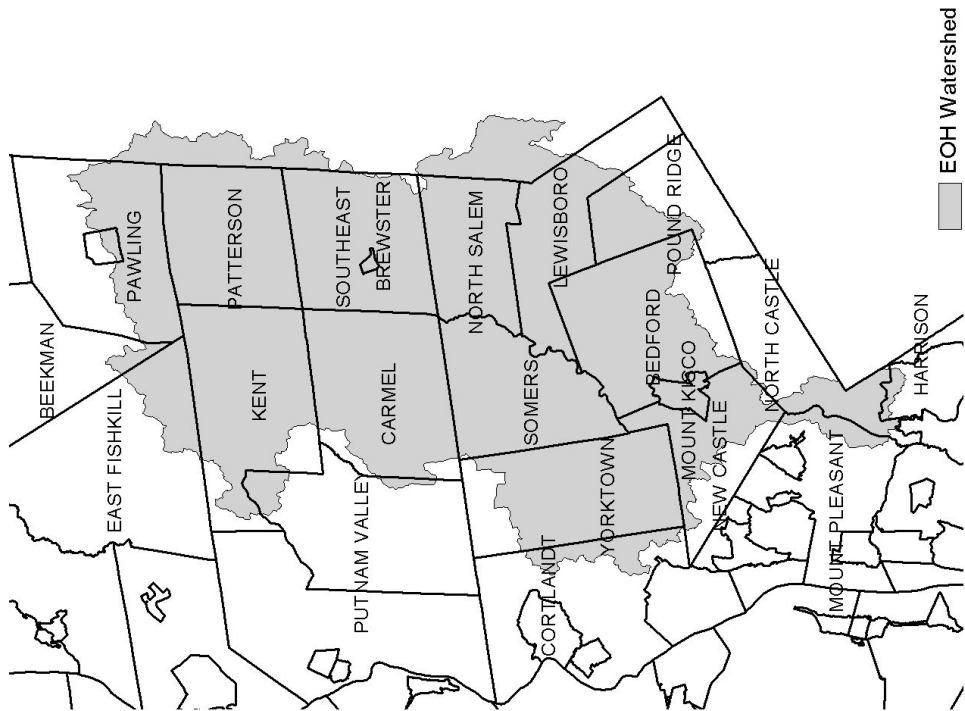 BEEKMAN
PAWLING
EAST FISHKILL
PATTERSON
KENT
SOUTHEAST
BREWSTER
CARMEL
PUTNAM VALLEY
NORTH SALEM
SOMERS
LEWISBORO
YORKTOWN
CORTLANDT
BEDFORD
POUND RIDGE
MOUNT KISCO
NEW CASTLE
NORTH CASTLE
MOUNT PLEASANT
HARRISON
EOH Watershed